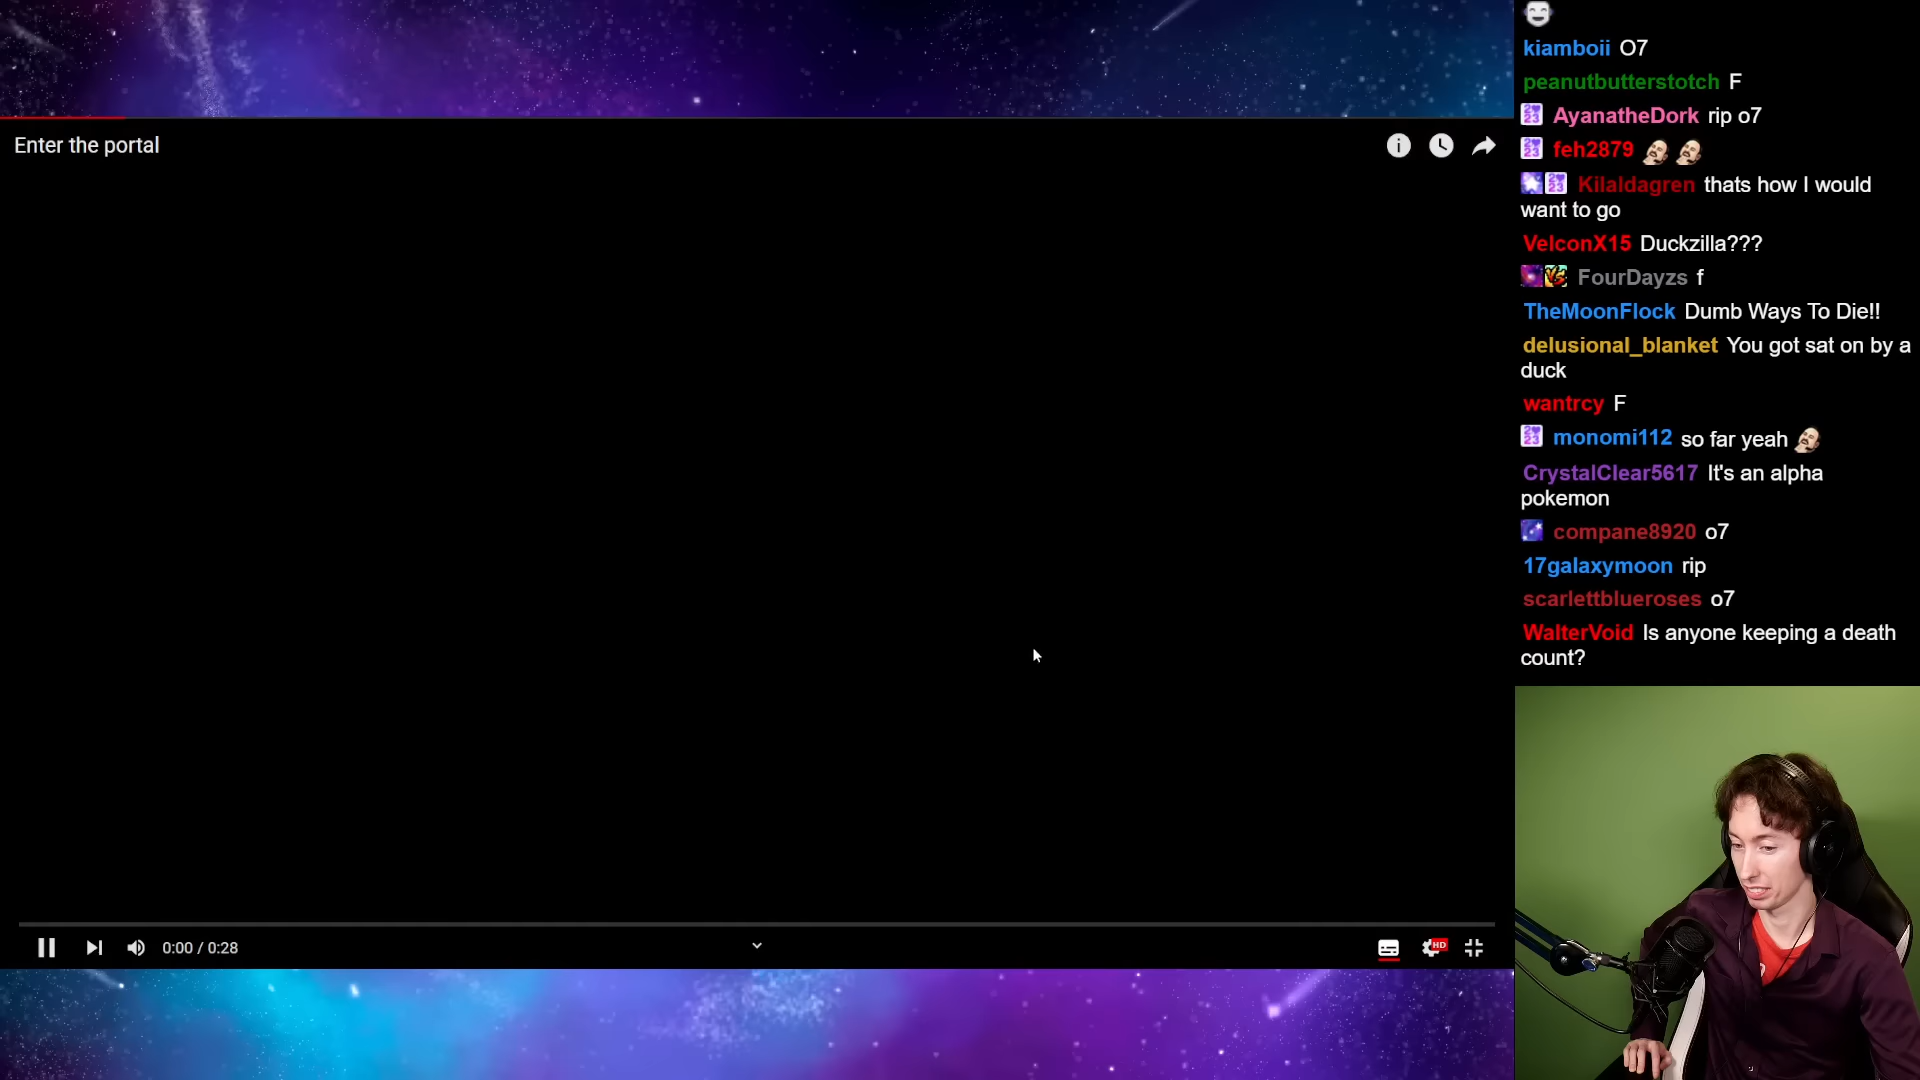 Enter the portal
0:00 / 0:28
HD
kiamboii O7
peanutbutterstotch F
AyanatheDork rip o7
feh2879
Kilaldagren thats how I would
want to go
VelconX15 Duckzilla???
FourDayzs f
TheMoonFlock Dumb Ways To Die!!
delusional_blanket You got sat on by a
duck
wantrcy F
monomi112 so far yeah
CrystalClear5617 It's an alpha
pokemon
compane8920 o7
17galaxymoon rip
scarlettblueroses o7
WalterVoid Is anyone keeping a death
count?